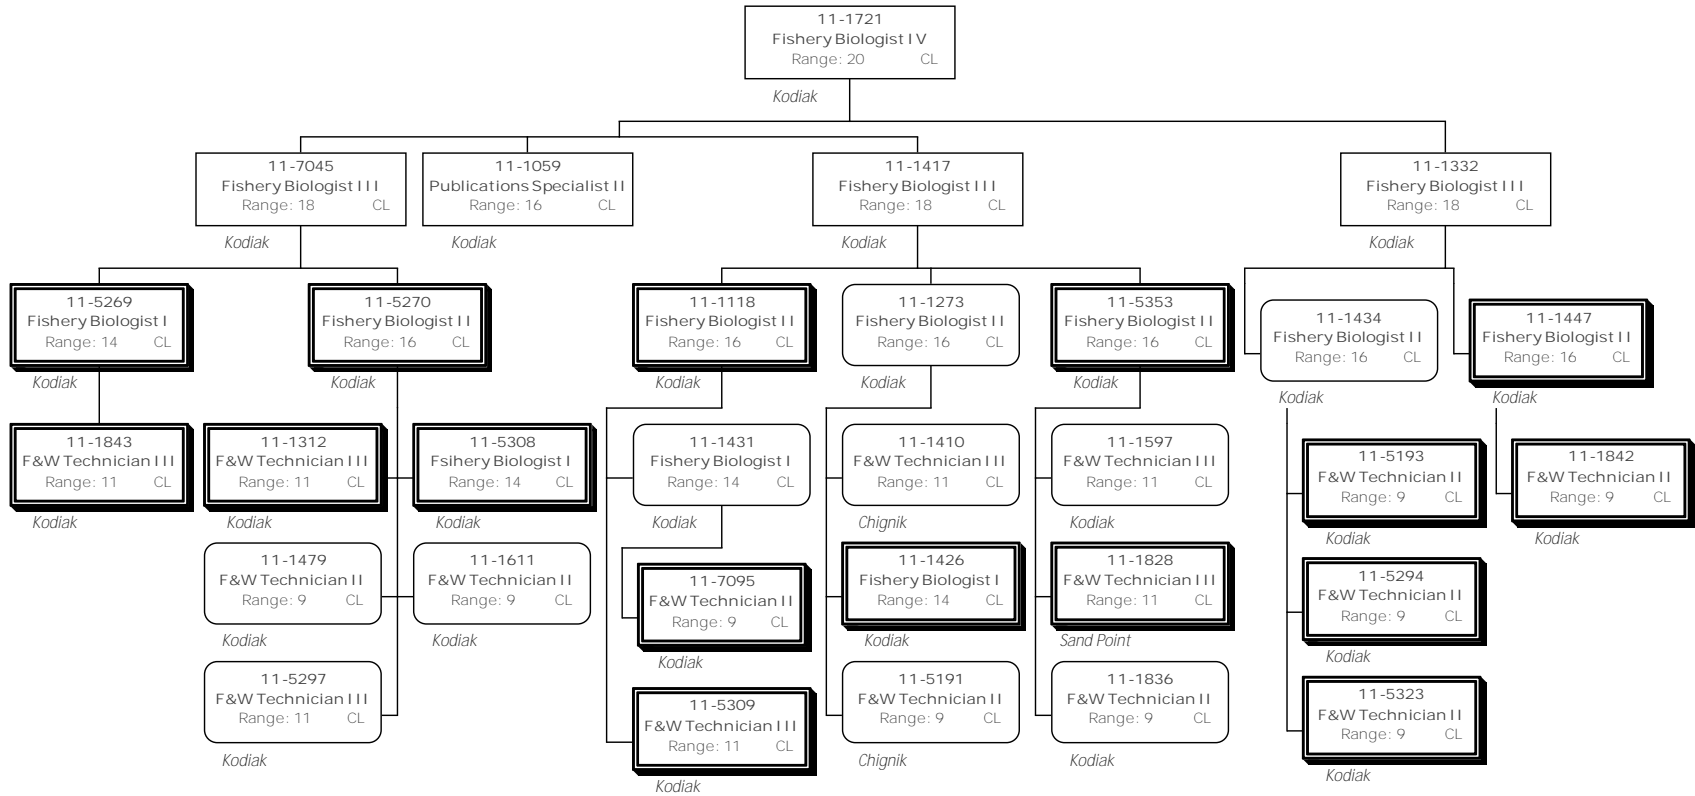 11-1721
Fishery Biologist IV
Range: 20 CL
Kodiak
11-7045
Fishery Biologist III
Range: 18 CL
Kodiak
11-1059
Publications Specialist II
Range: 16 CL
Kodiak
11-1417
Fishery Biologist III
Range: 18 CL
Kodiak
11-1332
Fishery Biologist III
Range: 18 CL
Kodiak
11-5269
Fishery Biologist I
Range: 14 CL
Kodiak
11-5270
Fishery Biologist II
Range: 16 CL
Kodiak
11-1118
Fishery Biologist II
Range: 16 CL
Kodiak
11-1273
Fishery Biologist II
Range: 16 CL
Kodiak
11-5353
Fishery Biologist II
Range: 16 CL
Kodiak
11-1434
Fishery Biologist II
Range: 16 CL
Kodiak
11-1447
Fishery Biologist II
Range: 16 CL
Kodiak
11-1843
F&W Technician III
Range: 11 CL
Kodiak
11-1312
F&W Technician III
Range: 11 CL
Kodiak
11-5308
Fsihery Biologist I
Range: 14 CL
Kodiak
11-1431
Fishery Biologist I
Range: 14 CL
Kodiak
11-1410
F&W Technician III
Range: 11 CL
Chignik
11-1597
F&W Technician III
Range: 11 CL
Kodiak
11-5193
F&W Technician II
Range: 9 CL
Kodiak
11-1842
F&W Technician II
Range: 9 CL
Kodiak
11-1479
F&W Technician II
Range: 9 CL
Kodiak
11-1611
F&W Technician II
Range: 9 CL
Kodiak
11-7095
F&W Technician II
Range: 9 CL
Kodiak
11-1426
Fishery Biologist I
Range: 14 CL
Kodiak
11-1828
F&W Technician III
Range: 11 CL
Sand Point
11-5294
F&W Technician II
Range: 9 CL
Kodiak
11-5297
F&W Technician III
Range: 11 CL
Kodiak
11-5309
F&W Technician III
Range: 11 CL
Kodiak
11-5191
F&W Technician II
Range: 9 CL
Chignik
11-1836
F&W Technician II
Range: 9 CL
Kodiak
11-5323
F&W Technician II
Range: 9 CL
Kodiak